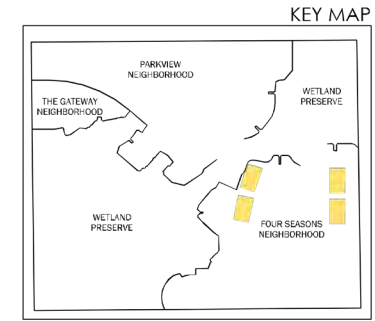 KEY MAP
PARKVIEW
NEIGHBORHOOD
THE GATEWAY
NEIGHBORHOOD
WETLAND
PRESERVE
WETLAND
PRESERVE
FOUR SEASONS
NEIGHBORHOOD